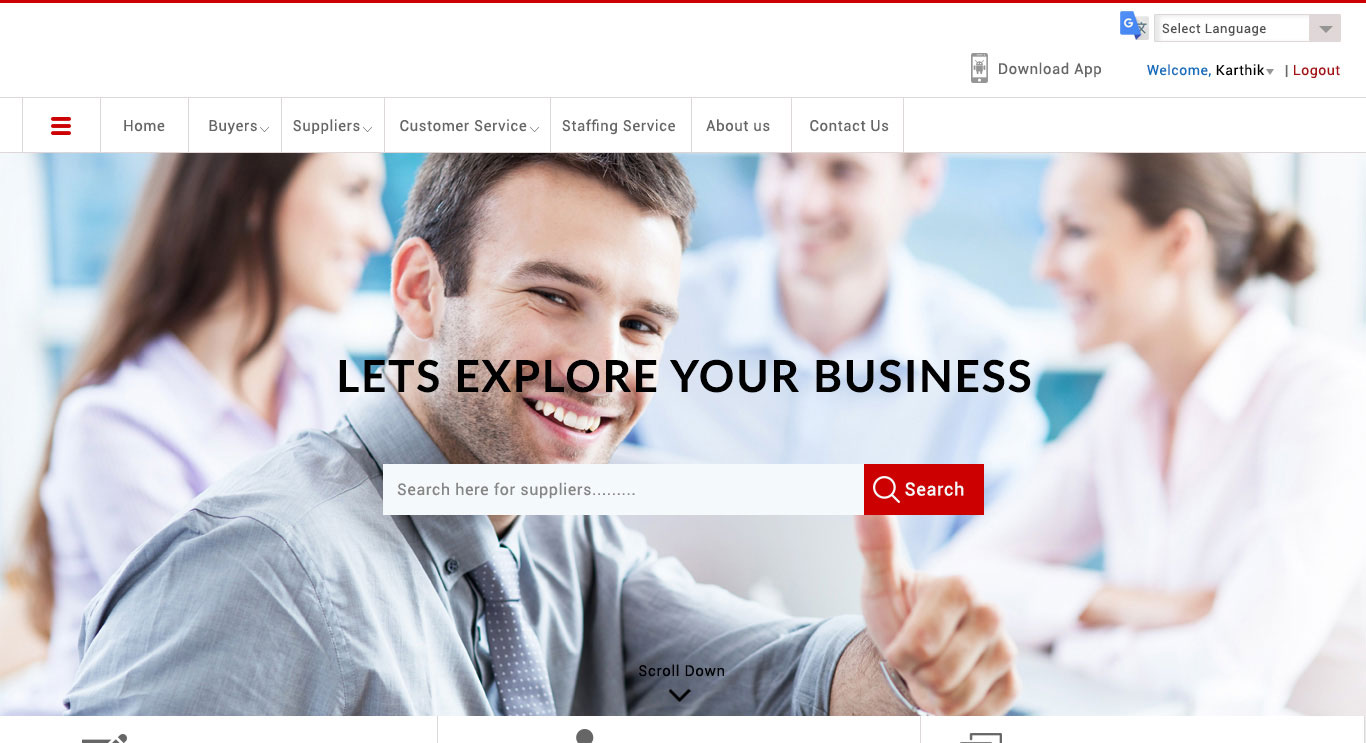 G 文
Select Language
Download App
Welcome, Karthik | Logout
Home
Buyers
Suppliers
Customer Service
Staffing Service
About us
Contact Us
LETS EXPLORE YOUR BUSINESS
Search here for suppliers.........
Search
Scroll Down